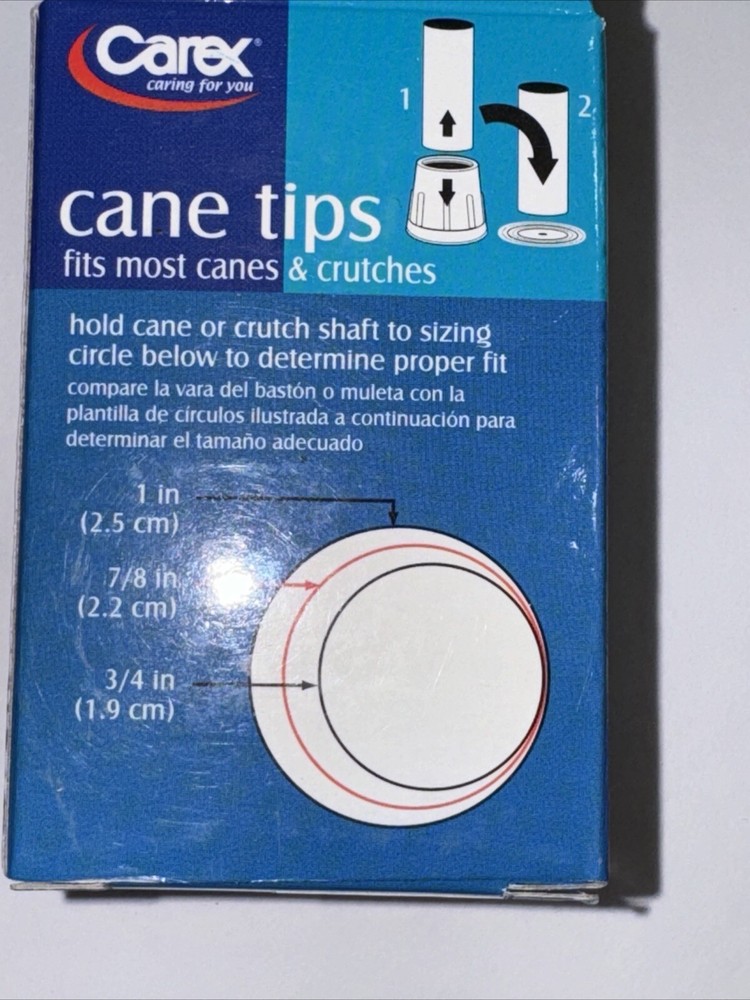 Carex®
caring for you
1
2
cane tips
fits most canes & crutches
hold cane or crutch shaft to sizing
circle below to determine proper fit
compare la vara del bastón o muleta con la
plantilla de círculos ilustrada a continuación para
determinar el tamaño adecuado
1 in
(2.5 cm)
7/8 in
(2.2 cm)
3/4 in
(1.9 cm)